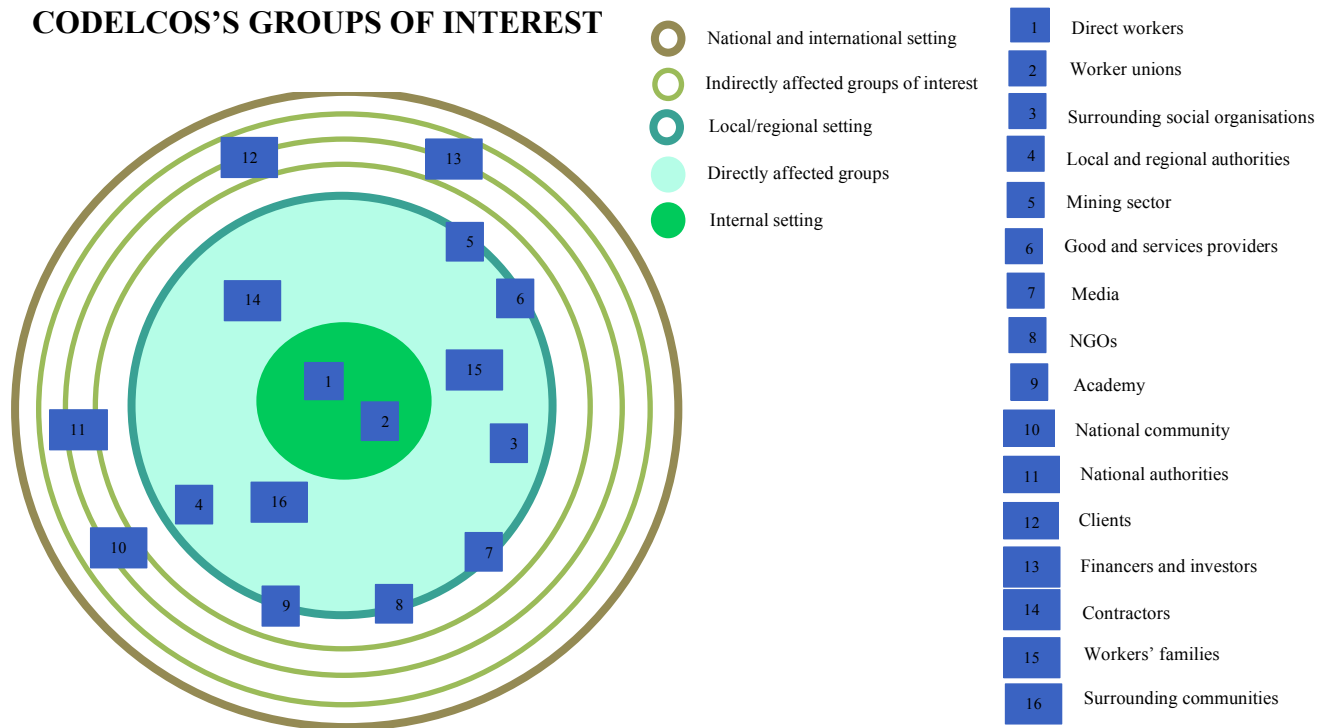 CODELCOS’S GROUPS OF INTEREST
National and international setting
Indirectly affected groups of interest
Local/regional setting
Directly affected groups
Internal setting
12
13
5
14
6
15
1
2
11
3
4
16
10
7
9
8
1 Direct workers
2 Worker unions
3 Surrounding social organisations
4 Local and regional authorities
5 Mining sector
6 Good and services providers
7 Media
8 NGOs
9 Academy
10 National community
11 National authorities
12 Clients
13 Financers and investors
14 Contractors
15 Workers’ families
16 Surrounding communities